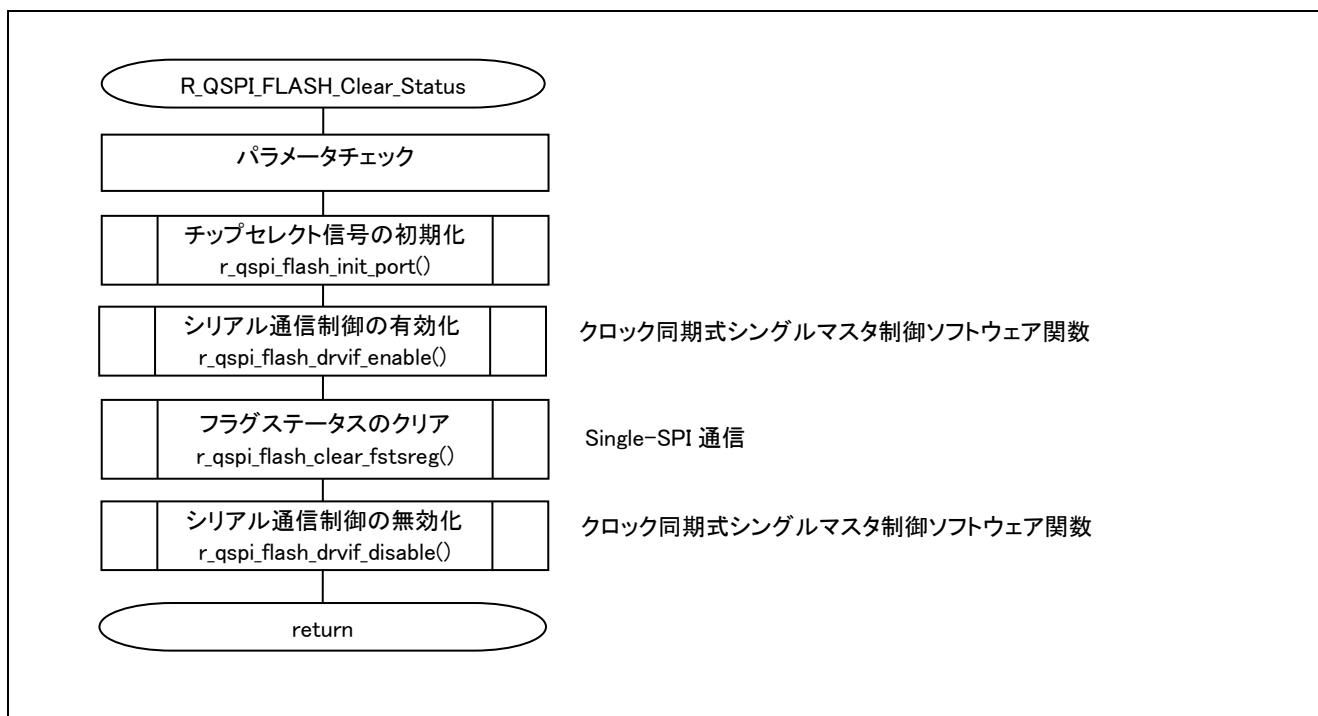 R_QSPI_FLASH_Clear_Status
パラメータチェック
チップセレクト信号の初期化
r_qspi_flash_init_port()
シリアル通信制御の有効化
r_qspi_flash_drvif_enable()
クロック同期式シングルマスタ制御ソフトウェア関数
フラグステータスのクリア
r_qspi_flash_clear_fstsreg()
Single-SPI 通信
シリアル通信制御の無効化
r_qspi_flash_drvif_disable()
クロック同期式シングルマスタ制御ソフトウェア関数
return